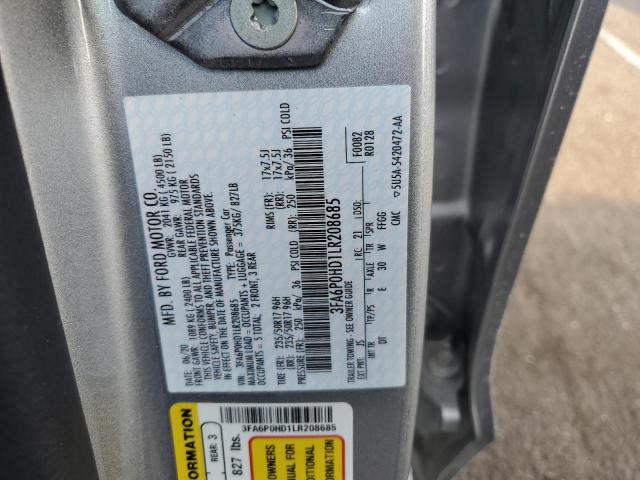 MFD. BY FORD MOTOR CO.
DATE: 06/20 GVWR: 2041 KG (4500 LB)
FRONT GAWR: 1089 KG (2400 LB) REAR GAWR: 975 KG (2150 LB)
THIS VEHICLE CONFORMS TO ALL APPLICABLE FEDERAL MOTOR
VEHICLE SAFETY, BUMPER, AND THEFT PREVENTION STANDARDS
IN EFFECT ON THE DATE OF MANUFACTURE SHOWN ABOVE.
VIN: 3FA6P0HD1LR208685 TYPE: Passenger Car
MAXIMUM LOAD = OCCUPANTS + LUGGAGE = 375KG/ 827LB
OCCUPANTS: 5 TOTAL; 2 FRONT, 3 REAR
TIRE (FR): 235/50R17 96H RIMS (FR): 17x7.5J
(RR): 235/50R17 96H (RR): 17x7.5J
PRESSURE (FR): 250 kPa/ 36 PSI COLD (RR): 250 kPa/ 36 PSI COLD
3FA6P0HD1LR208685
F0082
R0128
TRAILER TOWING - SEE OWNER GUIDE
EXT PNT: JS RC: 21 DSO:
INT TR TP/PS R AXLE TR SPR
DT E 30 W FFGG
CMC ▽5U5A-5420472-AA
3FA6P0HD1LR208685
FORMATION
REAR: 3
827 lbs.
OWNERS
UAL FOR
DITIONAL
ORMATION